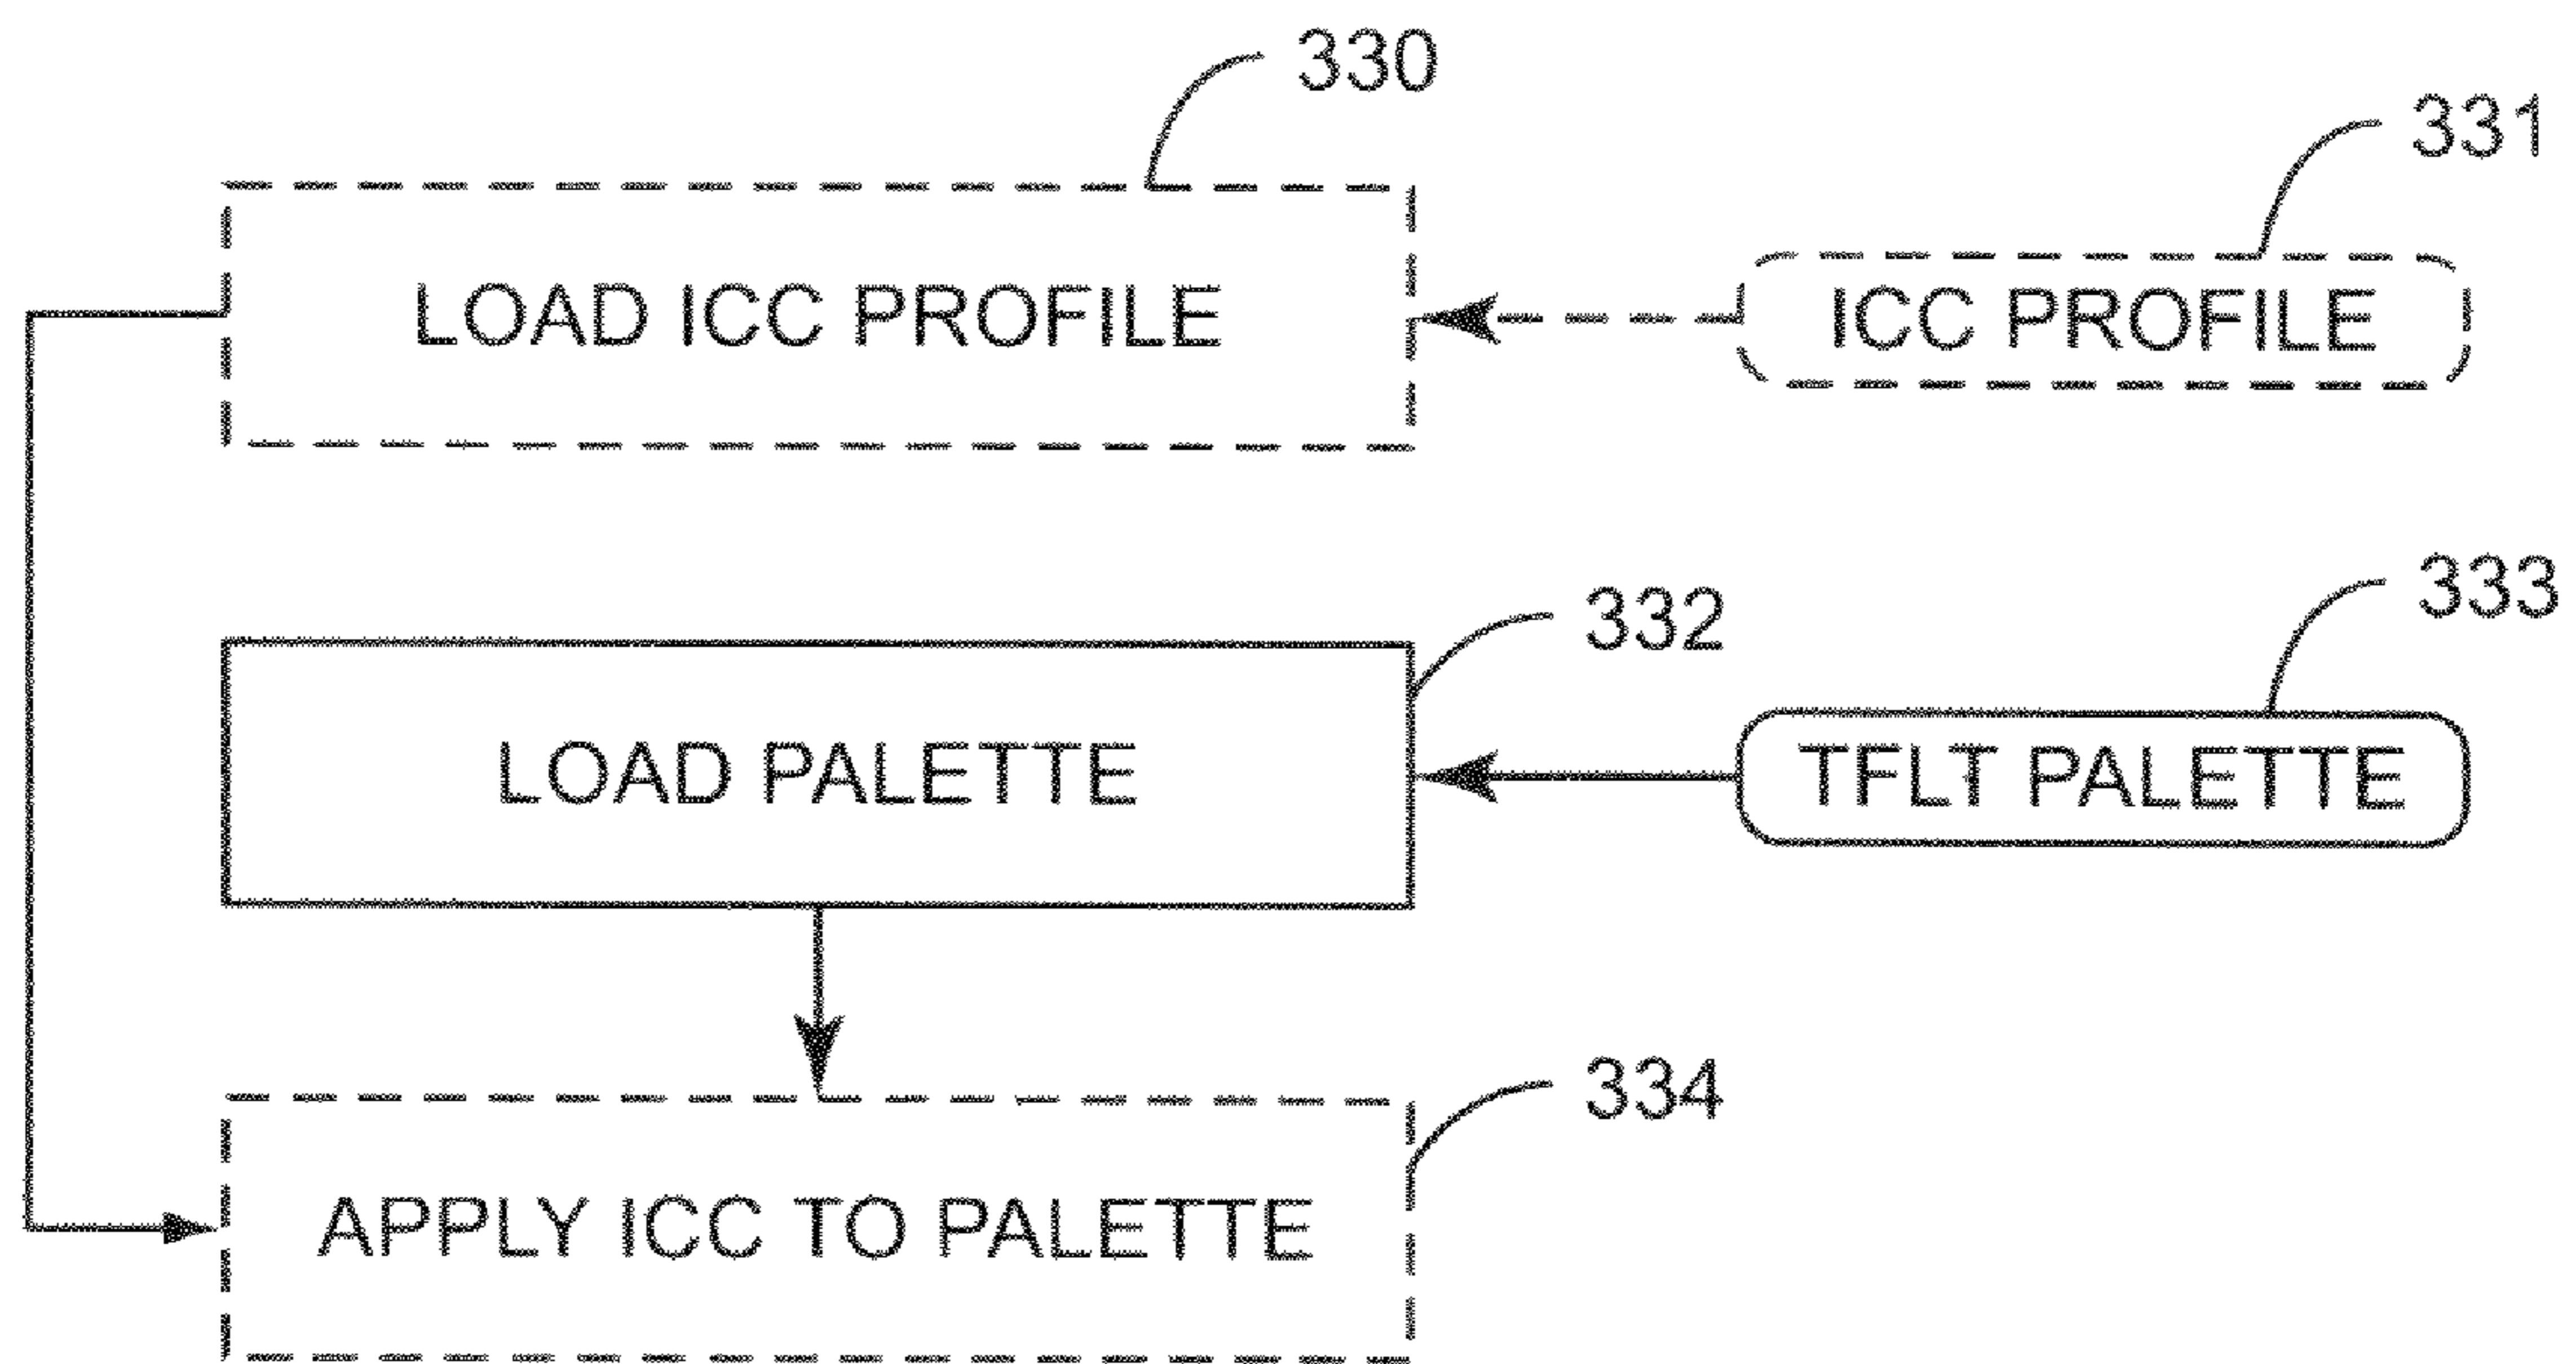 330
331
LOAD ICC PROFILE
ICC PROFILE
332
333
LOAD PALETTE
TFLT PALETTE
334
APPLY ICC TO PALETTE